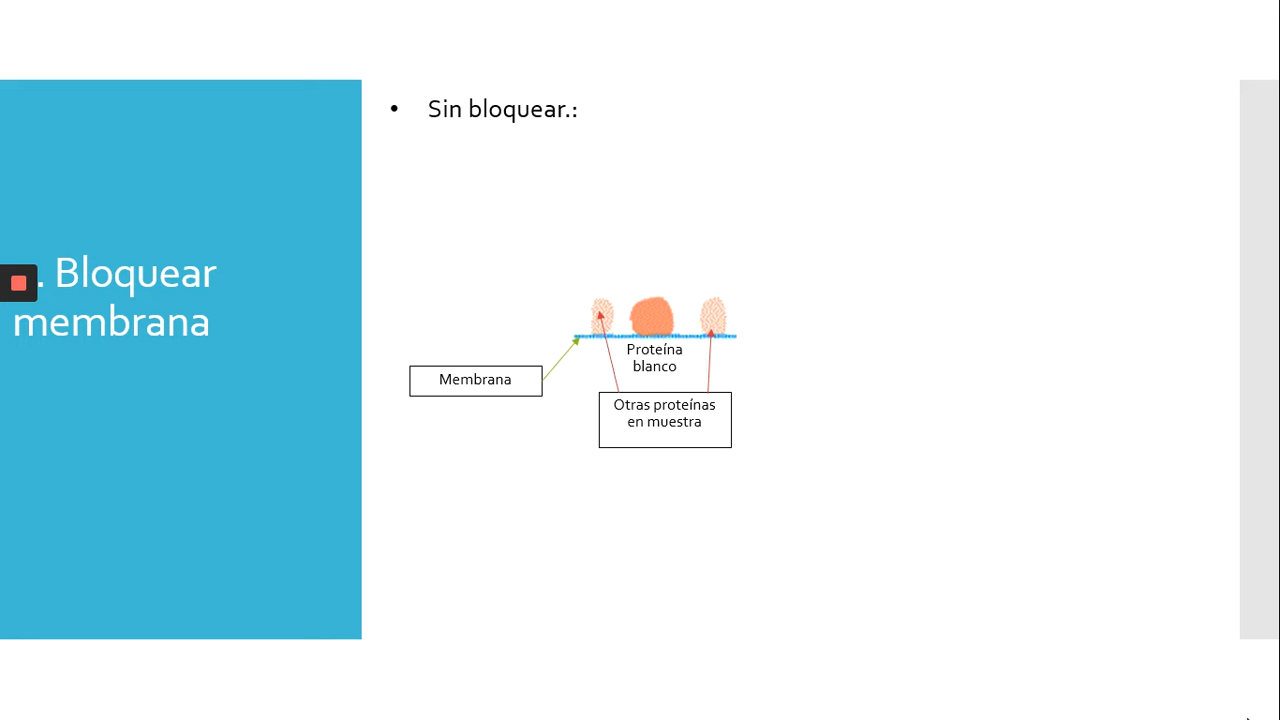 . Bloquear
membrana
• Sin bloquear.:
Proteína
blanco
Membrana
Otras proteínas
en muestra